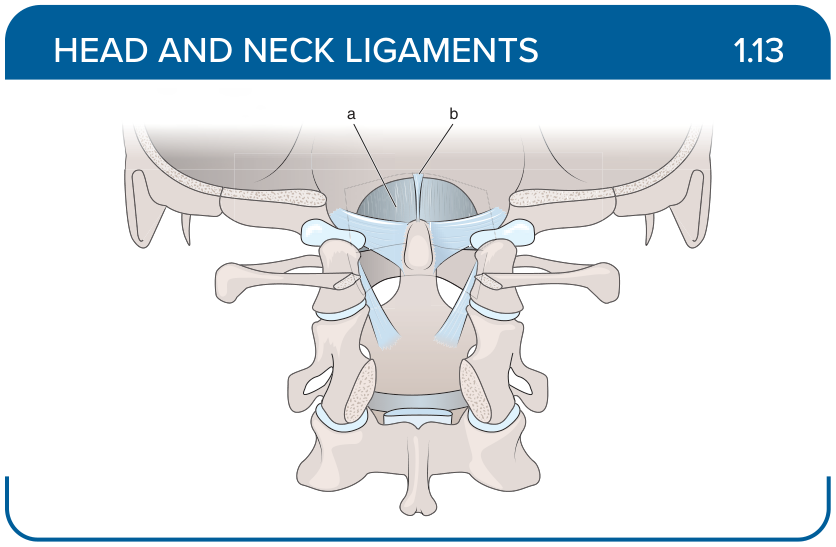 HEAD AND NECK LIGAMENTS 1.13
a b